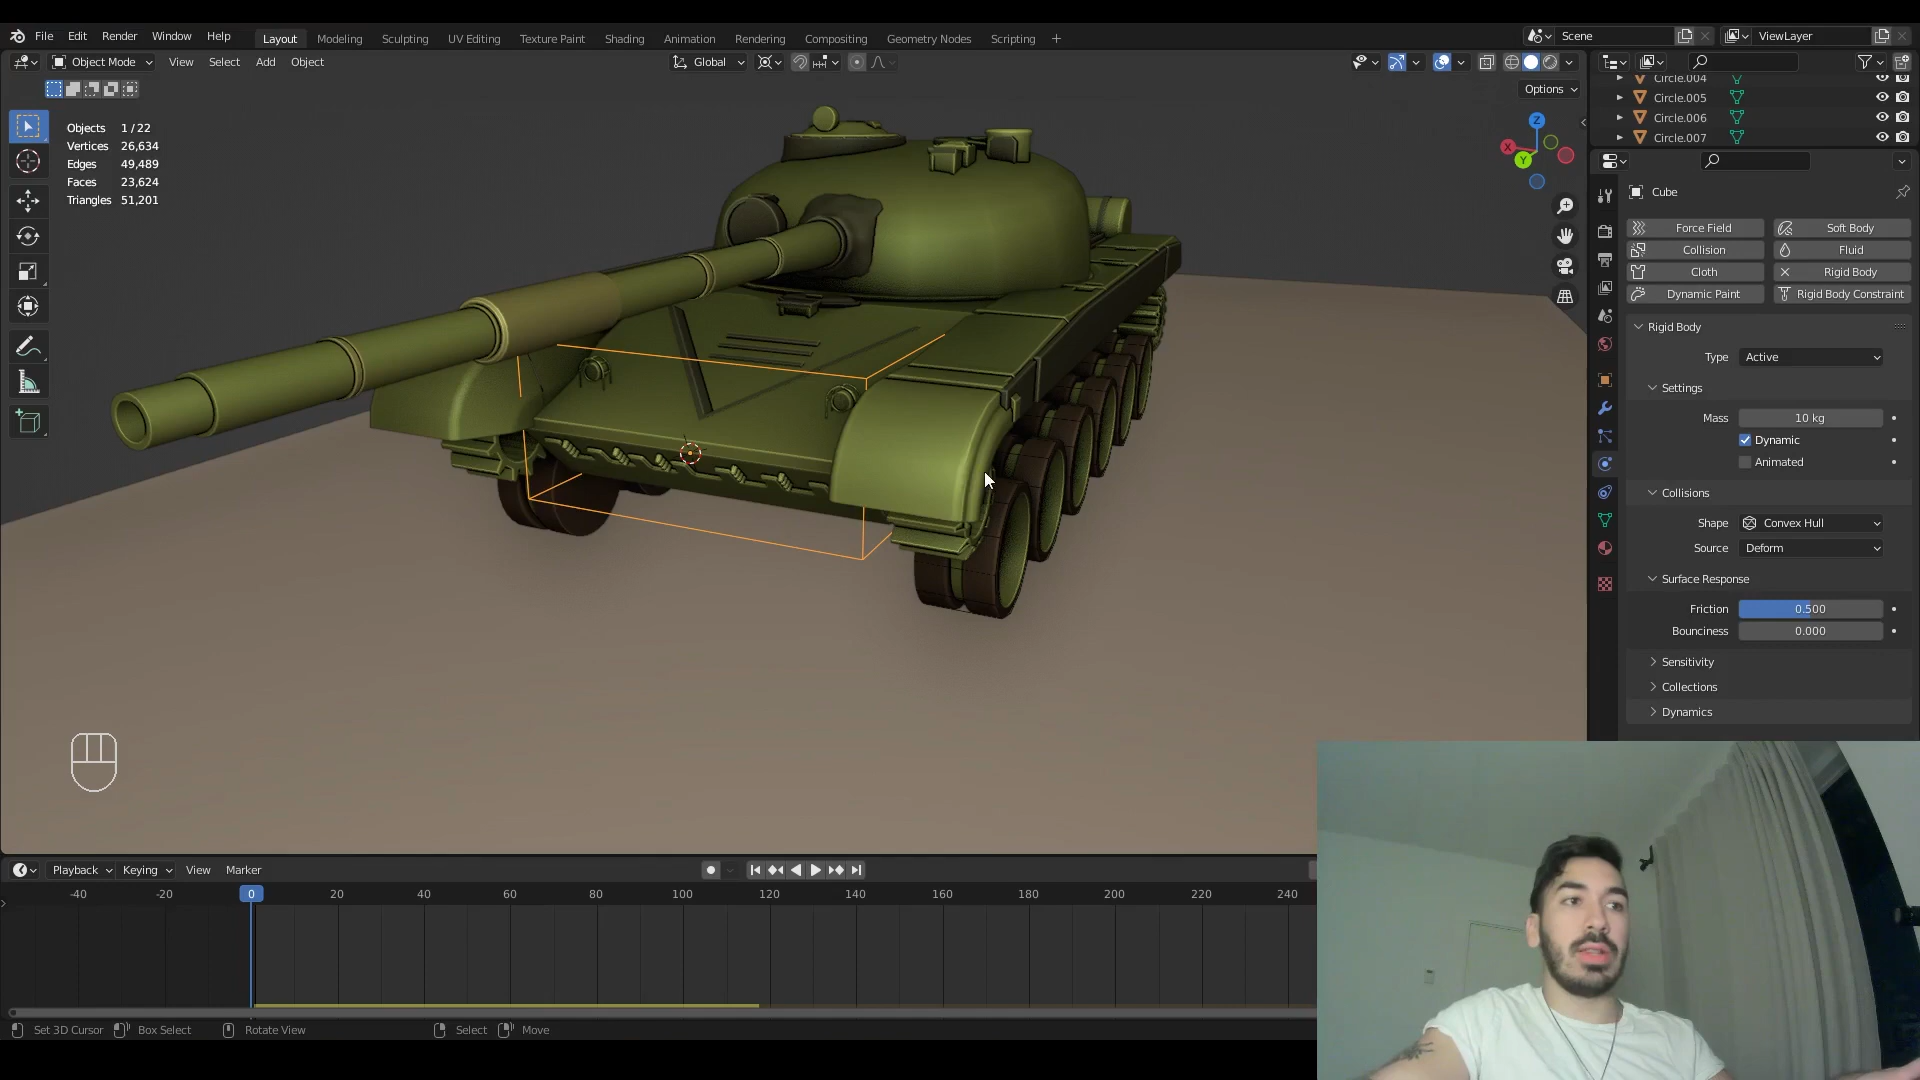 File Edit Render Window Help
Layout Modeling Sculpting UV Editing Texture Paint Shading Animation Rendering Compositing Geometry Nodes Scripting +
Scene
ViewLayer
Object Mode View Select Add Object
Global
Options
Objects 1 / 22
Vertices 26,634
Edges 49,489
Faces 23,624
Triangles 51,201
Z
X
Y
Circle.004
Circle.005
Circle.006
Circle.007
Cube
Force Field Soft Body
Collision Fluid
Cloth Rigid Body
Dynamic Paint Rigid Body Constraint
Rigid Body
Type Active
Settings
Mass 10 kg
Dynamic
Animated
Collisions
Shape Convex Hull
Source Deform
Surface Response
Friction 0.500
Bounciness 0.000
Sensitivity
Collections
Dynamics
Playback Keying View Marker
-40 -20 0 20 40 60 80 100 120 140 160 180 200 220 240
Set 3D Cursor Box Select Rotate View Select Move